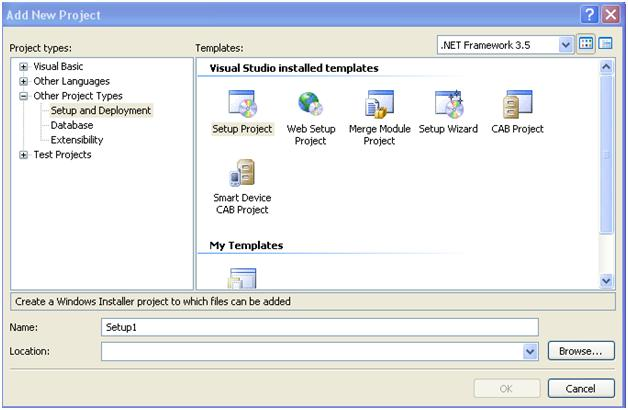 Add New Project
Project types:
Templates:
.NET Framework 3.5
Visual Basic
Other Languages
Other Project Types
Setup and Deployment
Database
Extensibility
Test Projects
Visual Studio installed templates
Setup Project
Web Setup Project
Merge Module Project
Setup Wizard
CAB Project
Smart Device CAB Project
My Templates
Create a Windows Installer project to which files can be added
Name:
Setup1
Location:
Browse...
OK
Cancel